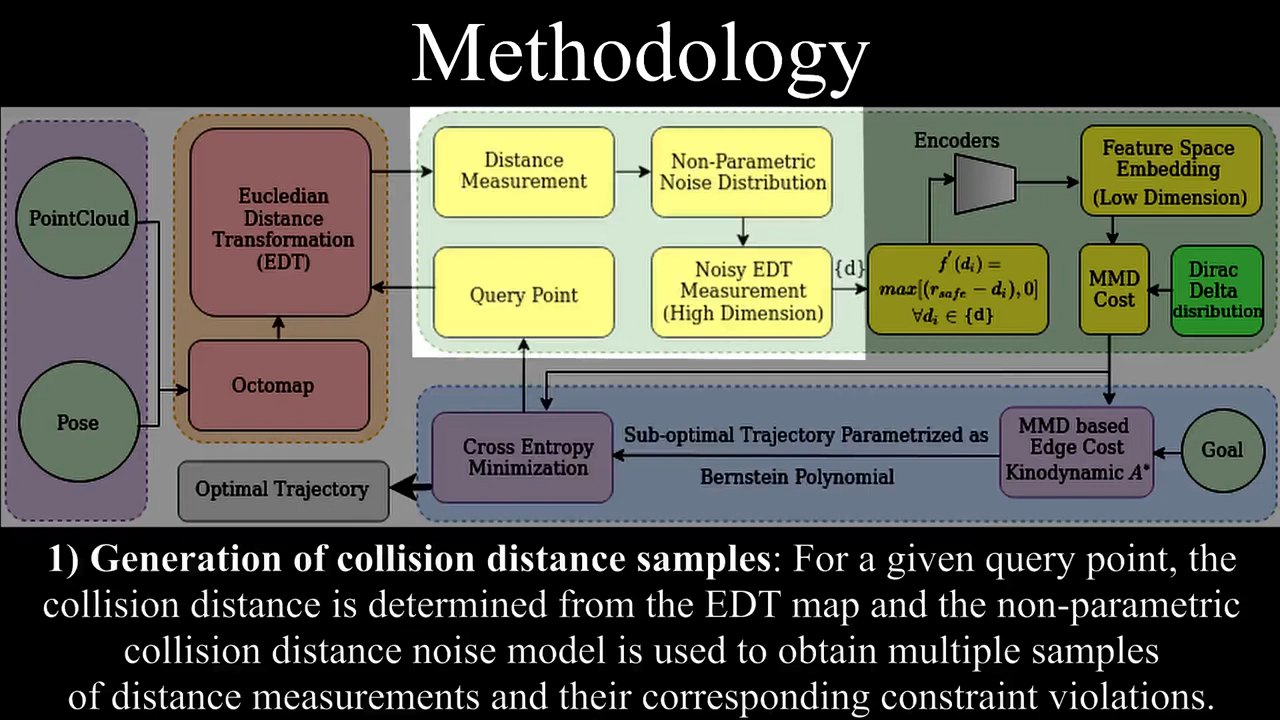 Methodology
PointCloud
Pose
Eucledian
Distance
Transformation
(EDT)
Octomap
Distance
Measurement
Non-Parametric
Noise Distribution
Query Point
Noisy EDT
Measurement
(High Dimension)
{d}
Encoders
Feature Space
Embedding
(Low Dimension)
f′(dᵢ) =
max[(r_safe − dᵢ), 0]
∀dᵢ ∈ {d}
MMD
Cost
Dirac
Delta
disribution
Cross Entropy
Minimization
Sub-optimal Trajectory Parametrized as
Bernstein Polynomial
MMD based
Edge Cost
Kinodynamic A*
Goal
Optimal Trajectory
1) Generation of collision distance samples: For a given query point, the
collision distance is determined from the EDT map and the non-parametric
collision distance noise model is used to obtain multiple samples
of distance measurements and their corresponding constraint violations.